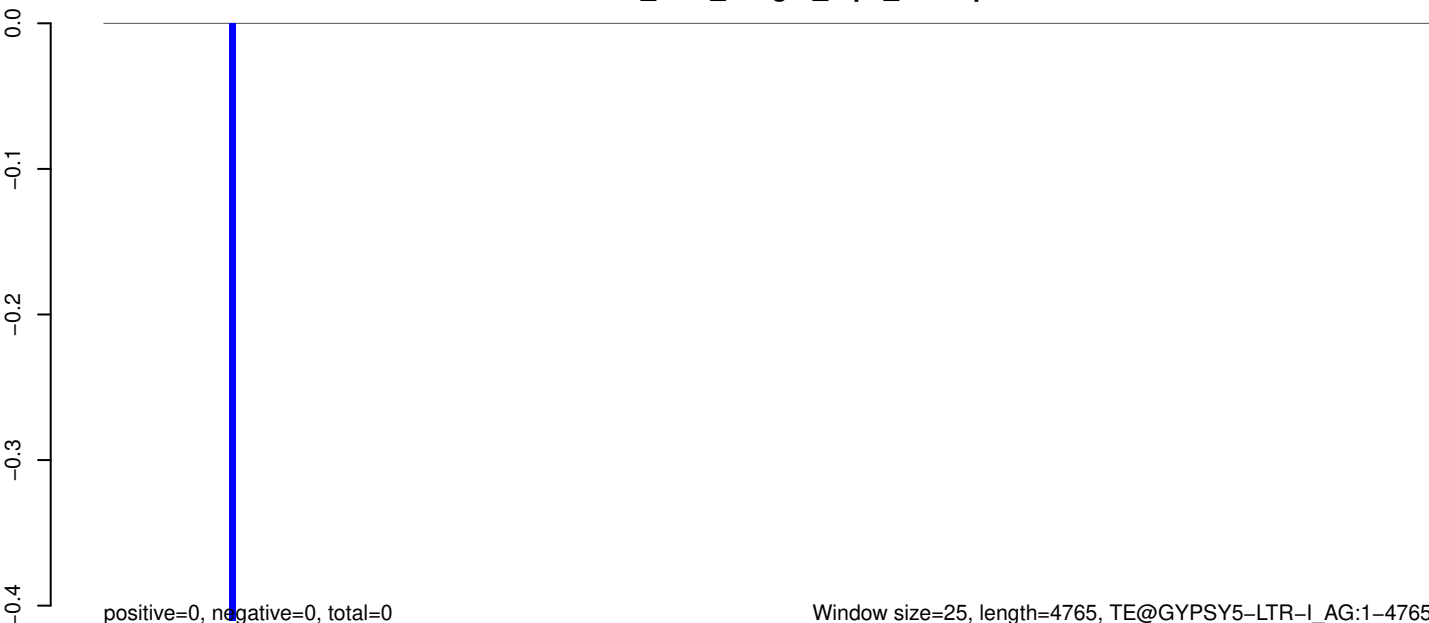 0.0
−0.1
−0.2
−0.3
−0.4
positive=0, negative=0, total=0
Window size=25, length=4765, TE@GYPSY5−LTR−I_AG:1−4765